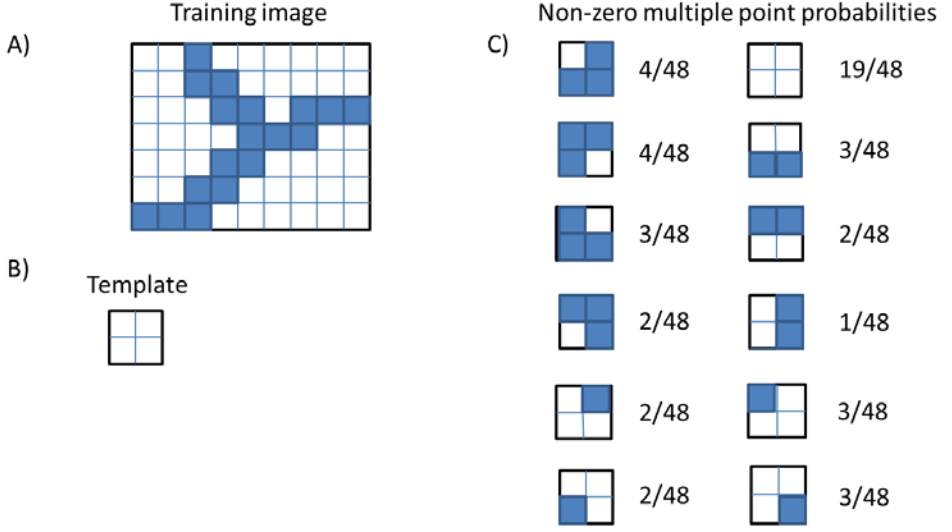 Training image
Non-zero multiple point probabilities
A)
C)
4/48
19/48
4/48
3/48
3/48
2/48
B)
Template
2/48
1/48
2/48
3/48
2/48
3/48